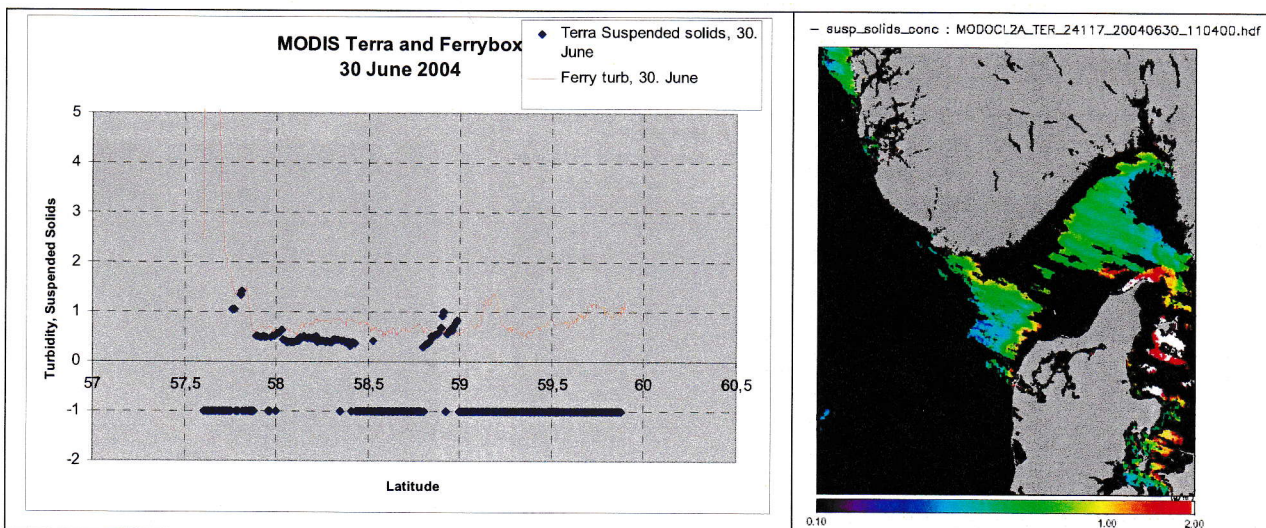 MODIS Terra and Ferrybox
30 June 2004
Terra Suspended solids, 30.
June
Ferry turb, 30. June
5
4
3
2
1
0
-1
-2
57
57,5
58
58,5
59
59,5
60
60,5
Turbidity, Suspended Solids
Latitude
– susp_solids_conc : MODOCL2A_TER_24117_20040630_110400.hdf
0.10
1.00
2.00